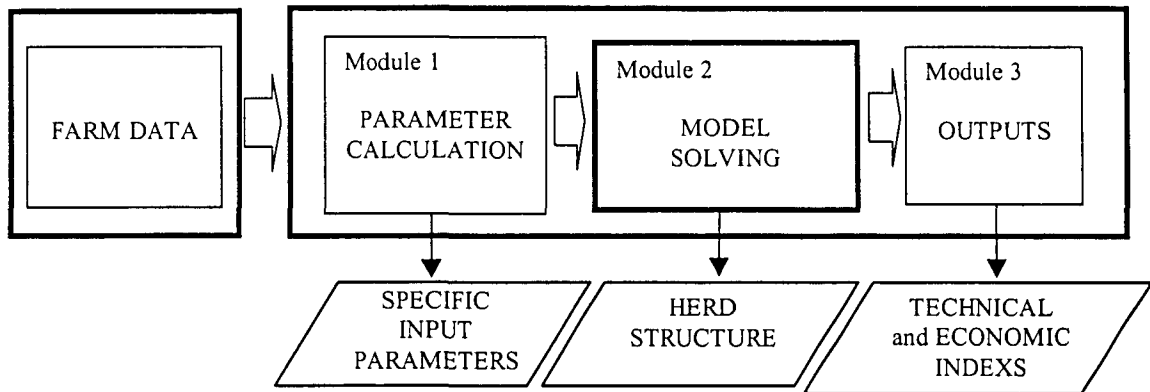 FARM DATA
Module 1
PARAMETER
CALCULATION
Module 2
MODEL
SOLVING
Module 3
OUTPUTS
SPECIFIC
INPUT
PARAMETERS
HERD
STRUCTURE
TECHNICAL
and ECONOMIC
INDEXS